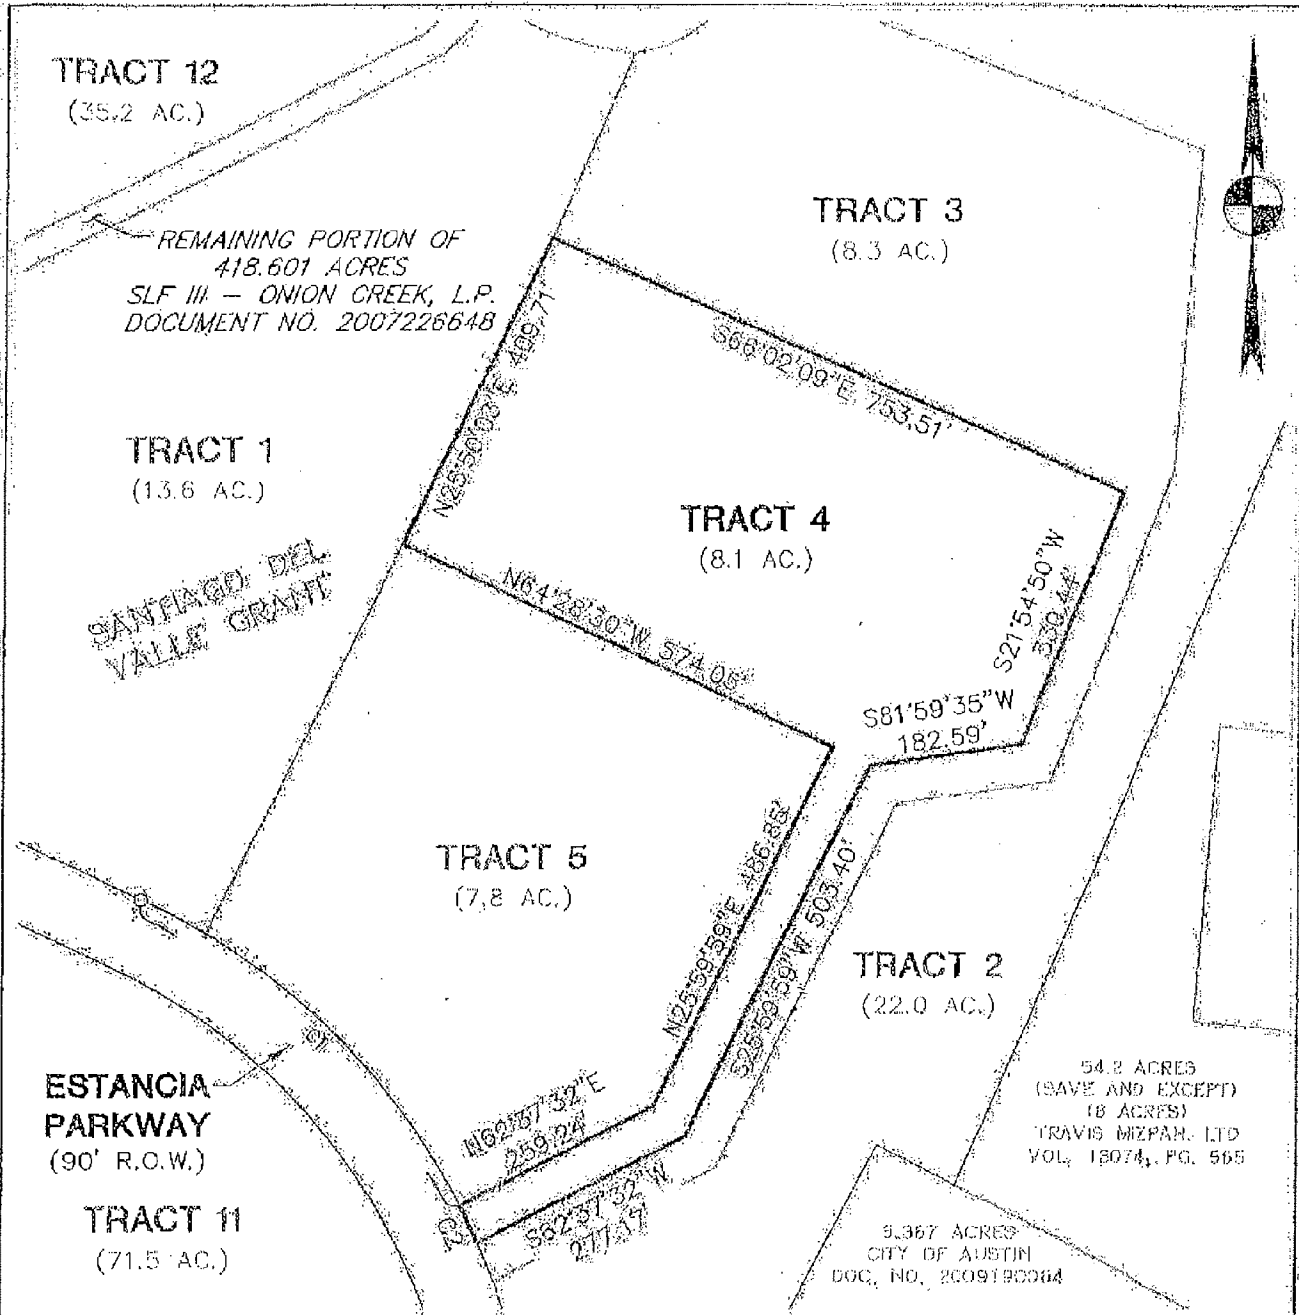 TRACT 12
(35.2 AC.)
TRACT 3
(8.3 AC.)
REMAINING PORTION OF
418.601 ACRES
SLF III - ONION CREEK, L.P.
DOCUMENT NO. 2007226648
N25°50'03"E 409.71'
S66°02'09"E 753.51'
TRACT 1
(13.6 AC.)
TRACT 4
(8.1 AC.)
SANTIAGO DEL
VALLE GRANT
N64°28'30"W 574.05'
S21°54'50"W
330.44'
S81°59'35"W
182.59'
TRACT 5
(7.8 AC.)
N25°59'59"E 486.85'
S25°59'59"W 503.40'
TRACT 2
(22.0 AC.)
ESTANCIA
PARKWAY
(90' R.O.W.)
54.2 ACRES
(SAVE AND EXCEPT)
(8 ACRES)
TRAVIS MIZPAH, LTD
VOL. 13074, PG. 565
N62°37'32"E
259.24'
S62°37'32"W
277.17'
TRACT 11
(71.5 AC.)
ACRES
CITY OF AUSTIN
DOC. NO. 2009190064